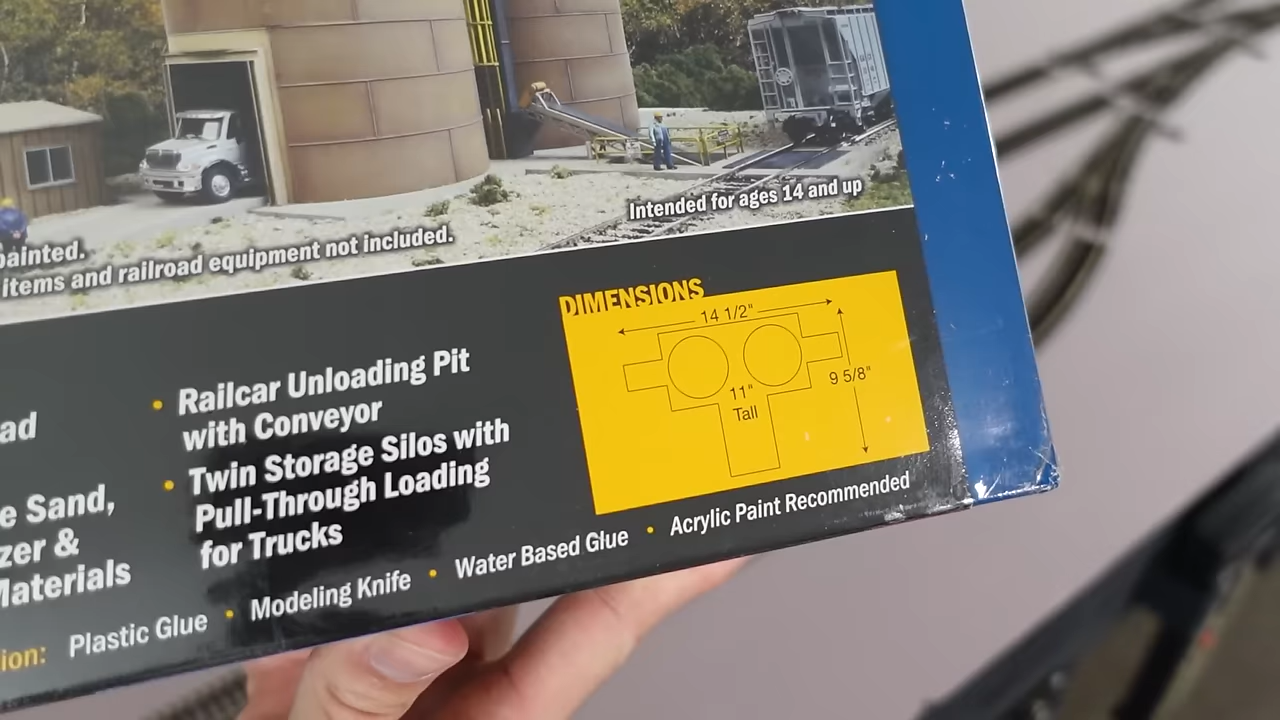 Intended for ages 14 and up
painted.
items and railroad equipment not included.
DIMENSIONS
14 1/2"
9 5/8"
11"
Tall
ad
e Sand,
zer &
Materials
• Railcar Unloading Pit
with Conveyor
• Twin Storage Silos with
Pull-Through Loading
for Trucks
ion: Plastic Glue • Modeling Knife • Water Based Glue • Acrylic Paint Recommended